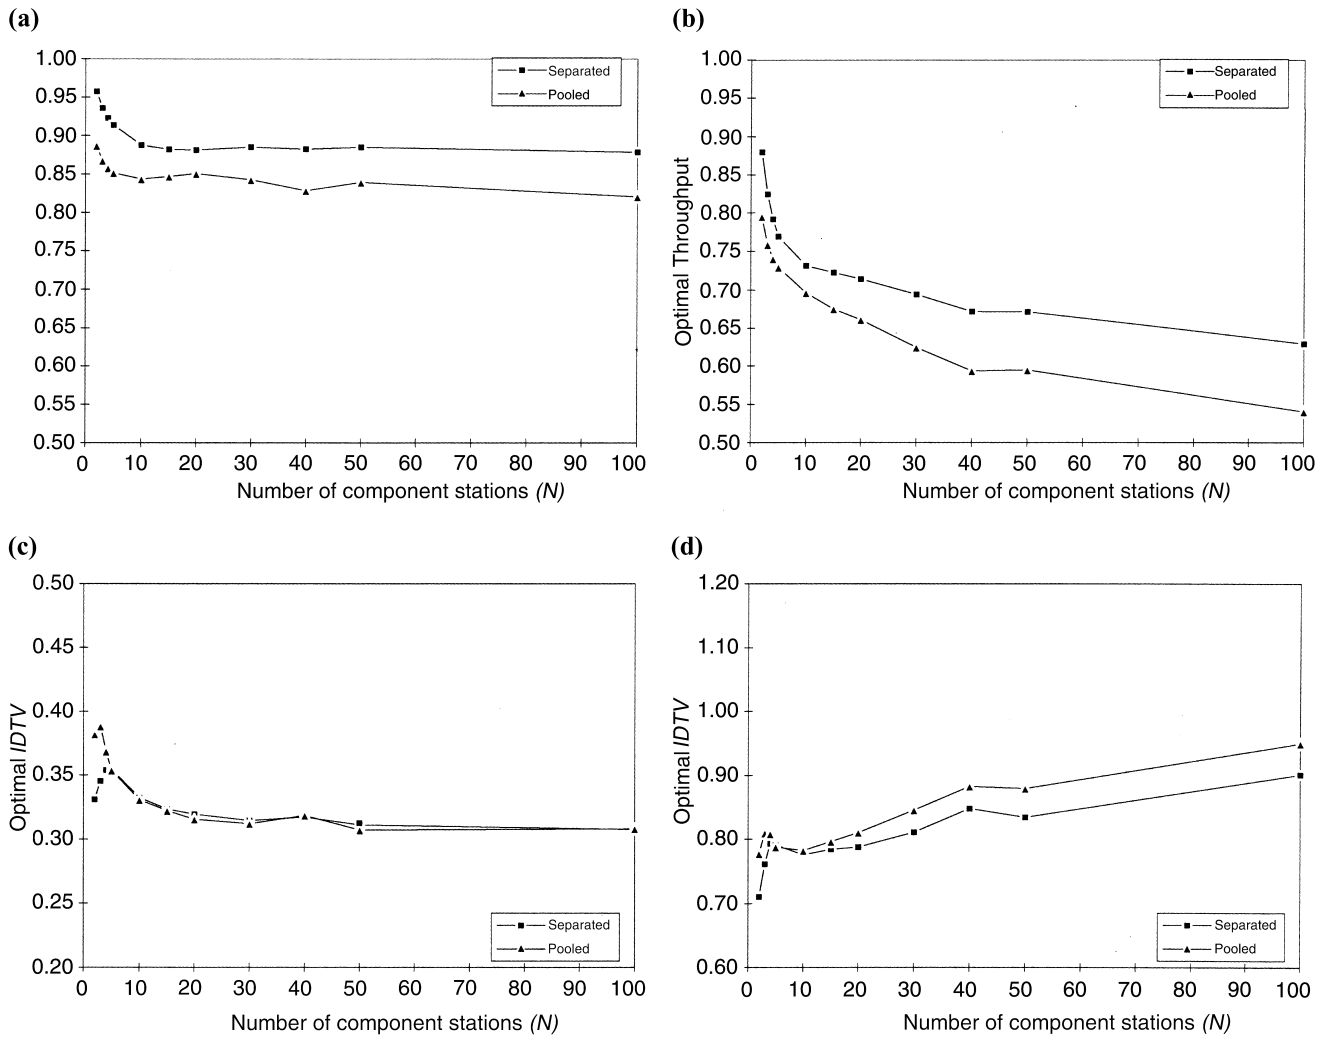 (a)
(b)
1.00
0.95
0.90
0.85
0.80
0.75
0.70
0.65
0.60
0.55
0.50
Separated
Pooled
0 10 20 30 40 50 60 70 80 90 100
Number of component stations (N)
Optimal Throughput
1.00
0.95
0.90
0.85
0.80
0.75
0.70
0.65
0.60
0.55
0.50
Separated
Pooled
0 10 20 30 40 50 60 70 80 90 100
Number of component stations (N)
(c)
(d)
Optimal IDTV
0.50
0.45
0.40
0.35
0.30
0.25
0.20
Separated
Pooled
0 10 20 30 40 50 60 70 80 90 100
Number of component stations (N)
Optimal IDTV
1.20
1.10
1.00
0.90
0.80
0.70
0.60
Separated
Pooled
0 10 20 30 40 50 60 70 80 90 100
Number of component stations (N)